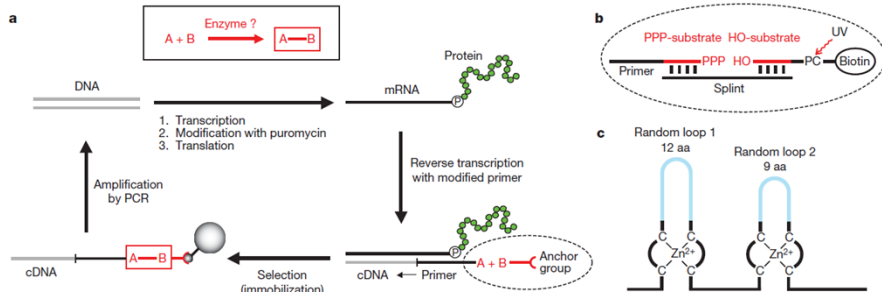 a
Enzyme ?
A + B
A—B
DNA
1. Transcription
2. Modification with puromycin
3. Translation
mRNA
Protein
P
Reverse transcription
with modified primer
P
cDNA
Primer
A + B
Anchor
group
Selection
(immobilization)
A—B
cDNA
Amplification
by PCR
b
PPP-substrate HO-substrate
UV
Primer
PPP HO
PC
Biotin
Splint
c
Random loop 1
12 aa
Random loop 2
9 aa
C C
Zn2+
C C
C C
Zn2+
C C